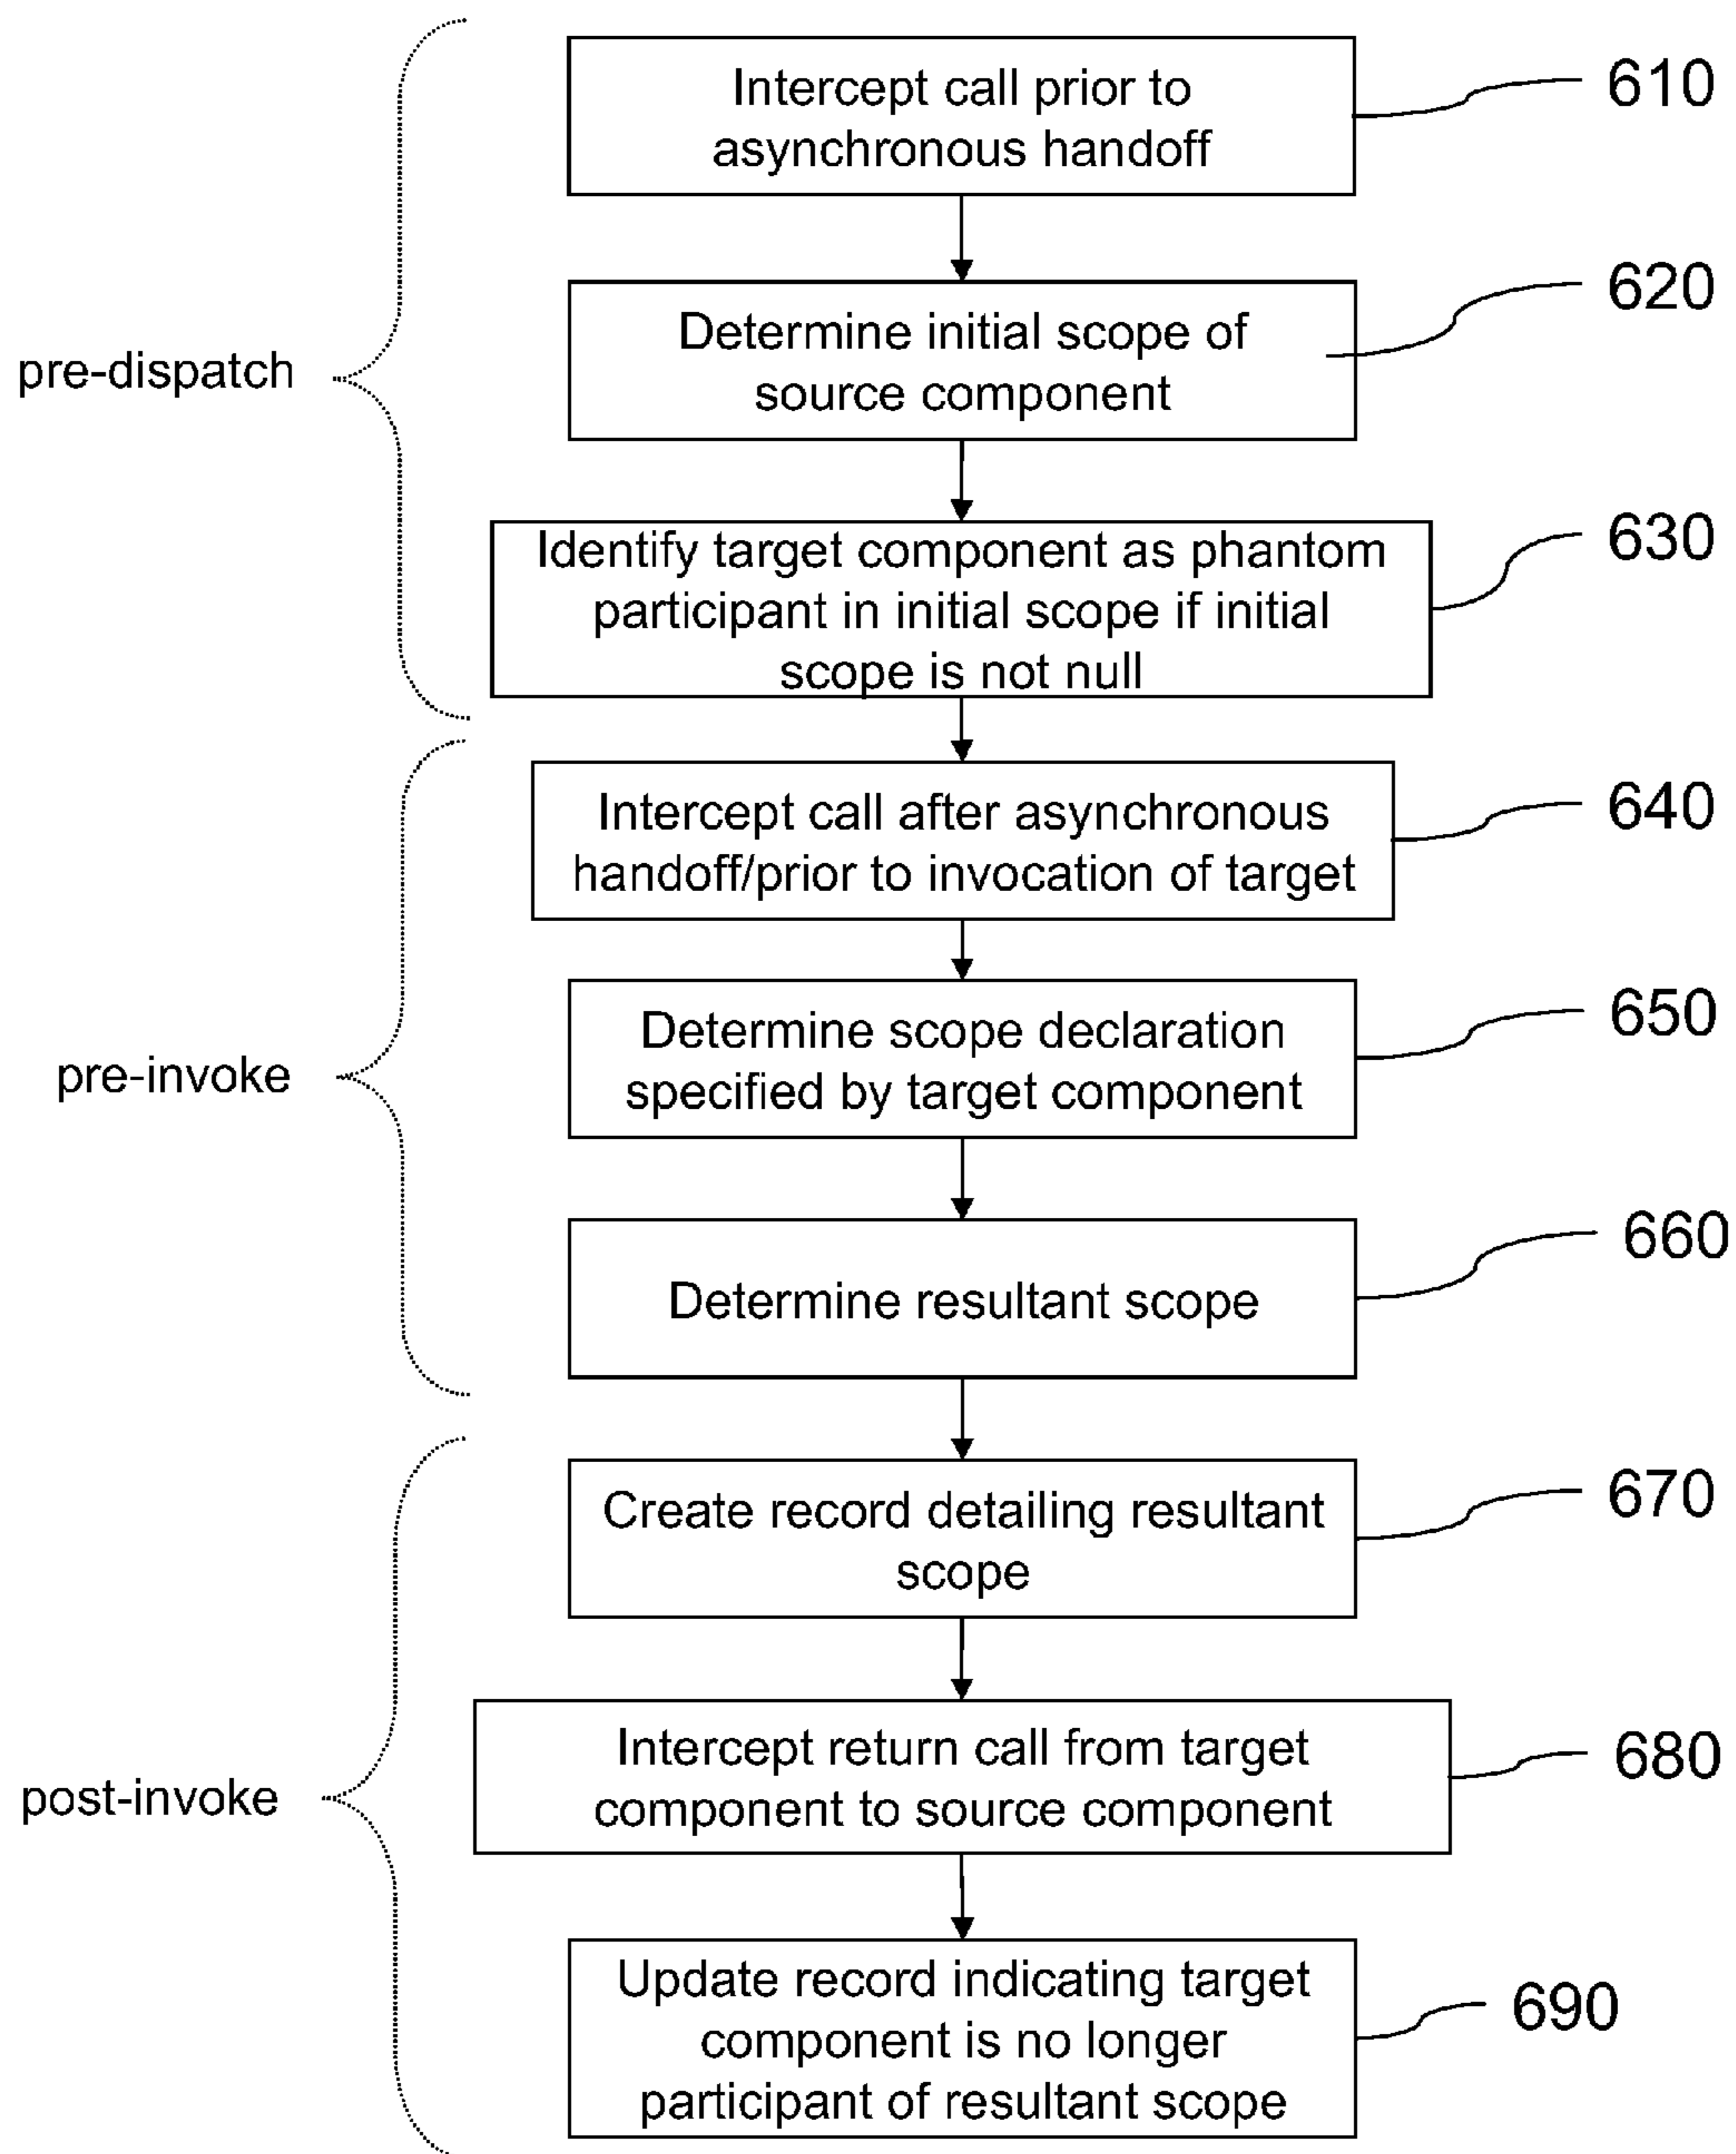 Intercept call prior to
asynchronous handoff
610
Determine initial scope of
source component
620
pre-dispatch
Identify target component as phantom
participant in initial scope if initial
scope is not null
630
Intercept call after asynchronous
handoff/prior to invocation of target
640
Determine scope declaration
specified by target component
650
pre-invoke
Determine resultant scope
660
Create record detailing resultant
scope
670
Intercept return call from target
component to source component
680
post-invoke
Update record indicating target
component is no longer
participant of resultant scope
690